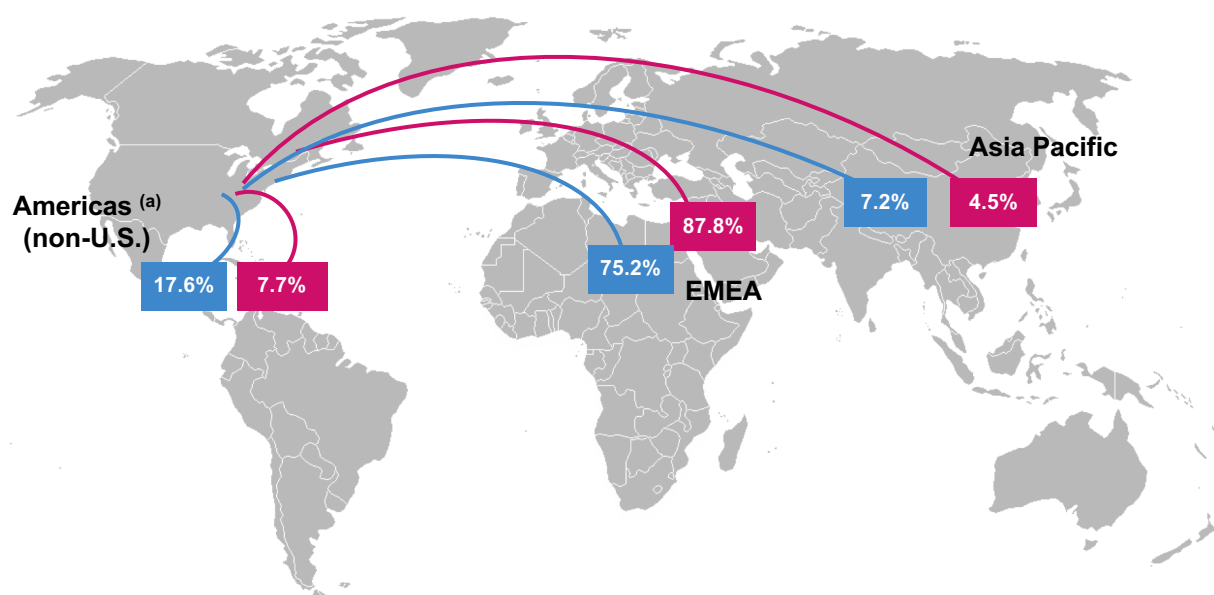 Asia Pacific
7.2%
4.5%
Americas (a)
(non-U.S.)
87.8%
75.2%
EMEA
17.6%
7.7%